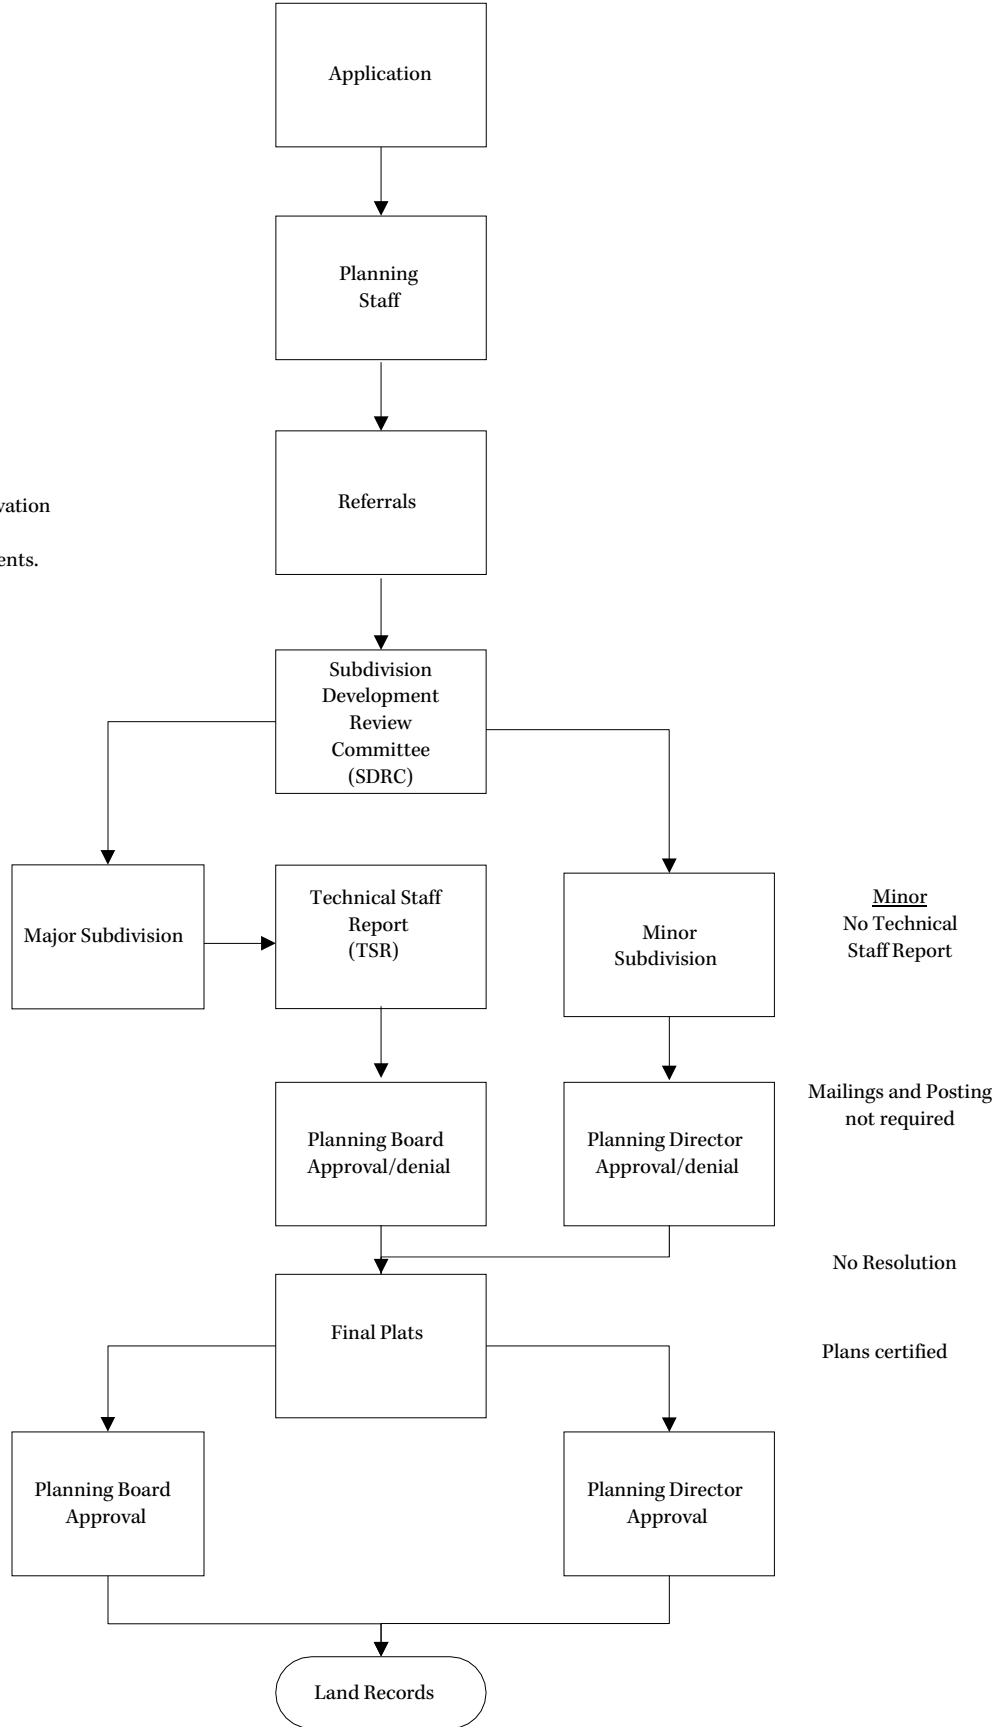 Application
Planning
Staff
Referrals
Subdivision
Development
Review
Committee
(SDRC)
Major Subdivision
Technical Staff
Report
(TSR)
Minor
Subdivision
Minor
No Technical
Staff Report
Planning Board
Approval/denial
Planning Director
Approval/denial
Mailings and Posting
not required
No Resolution
Final Plats
Plans certified
Planning Board
Approval
Planning Director
Approval
Land Records